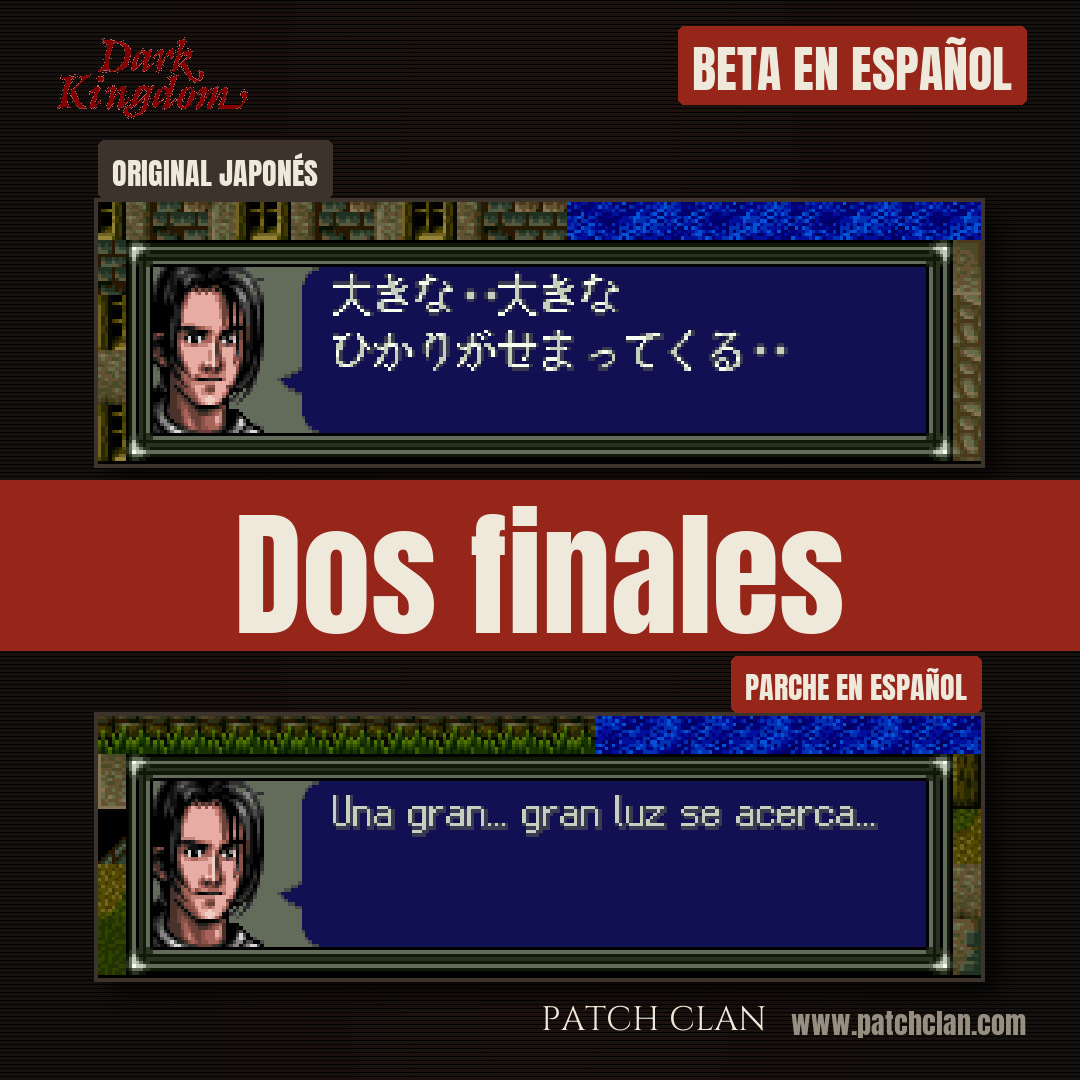 Dark
Kingdom
BETA EN ESPAÑOL
ORIGINAL JAPONÉS
大きな‥大きな
ひかりがせまってくる‥
Dos finales
PARCHE EN ESPAÑOL
Una gran... gran luz se acerca...
PATCH CLAN www.patchclan.com